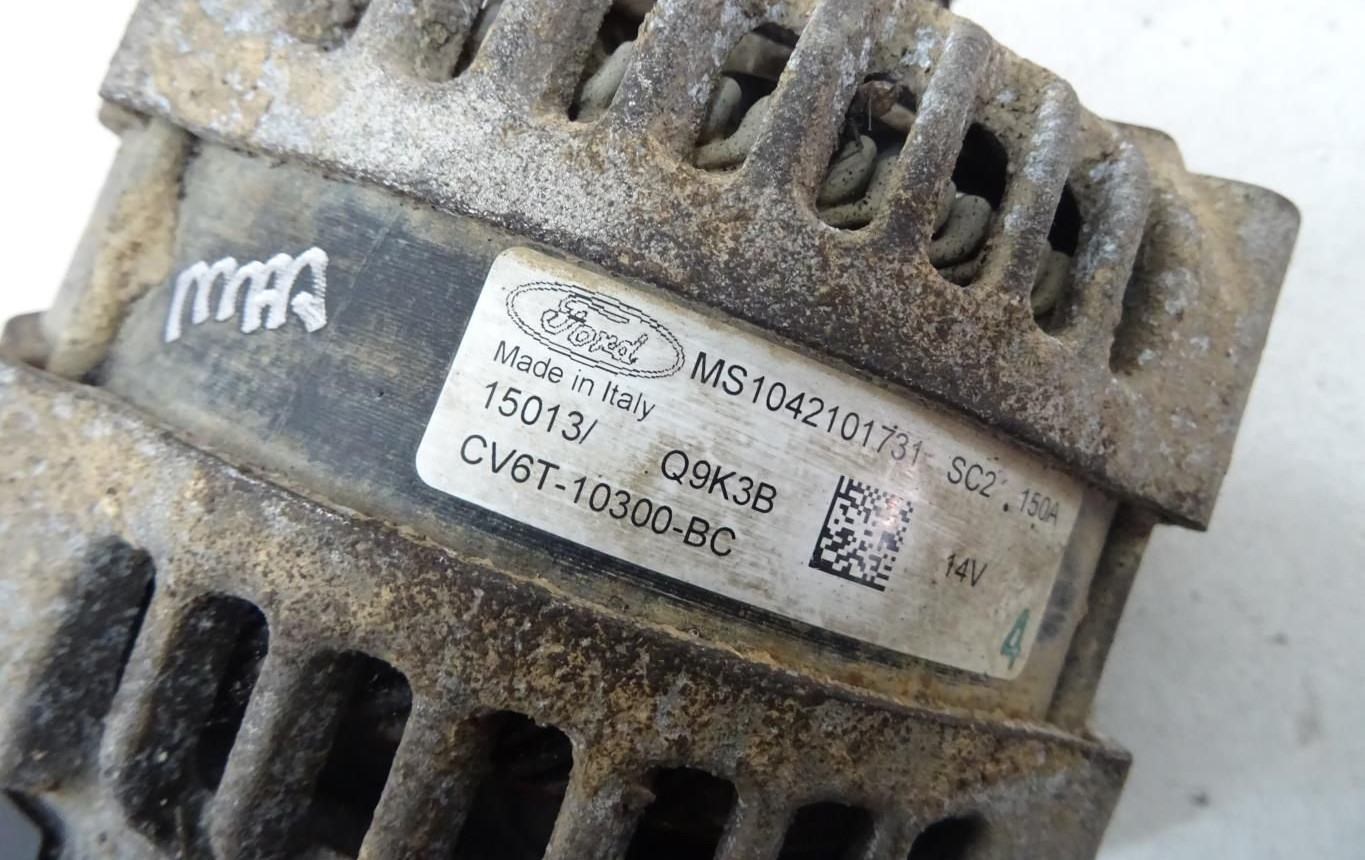 Ford
MS1042101731 SC2 150A
Made in Italy
15013/ Q9K3B
CV6T-10300-BC
14V
4